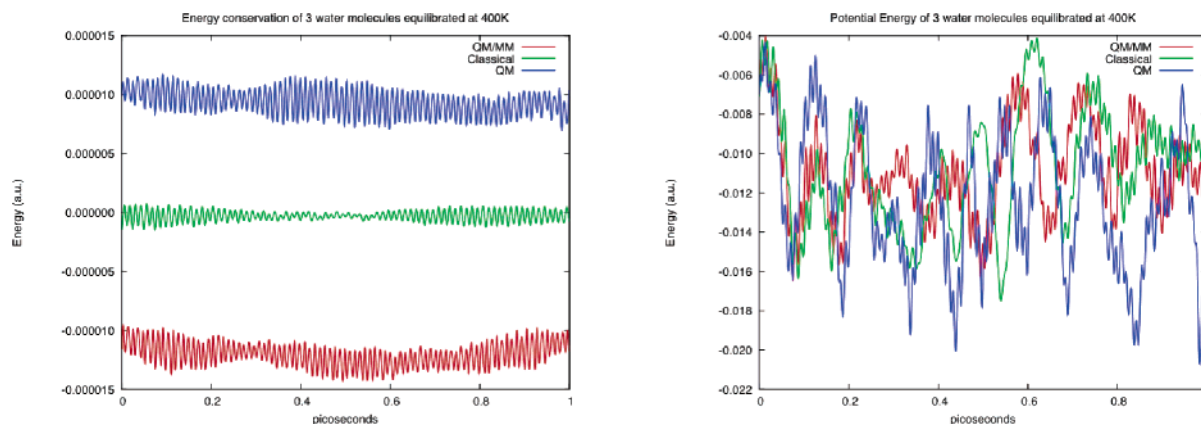 Energy conservation of 3 water molecules equilibrated at 400K
0.000015
0.000010
0.000005
0.000000
-0.000005
-0.000010
-0.000015
Energy (a.u.)
QM/MM
Classical
QM
0 0.2 0.4 0.6 0.8 1
picoseconds
Potential Energy of 3 water molecules equilibrated at 400K
-0.004
-0.006
-0.008
-0.010
-0.012
-0.014
-0.016
-0.018
-0.020
-0.022
Energy (a.u.)
QM/MM
Classical
QM
0 0.2 0.4 0.6 0.8
picoseconds